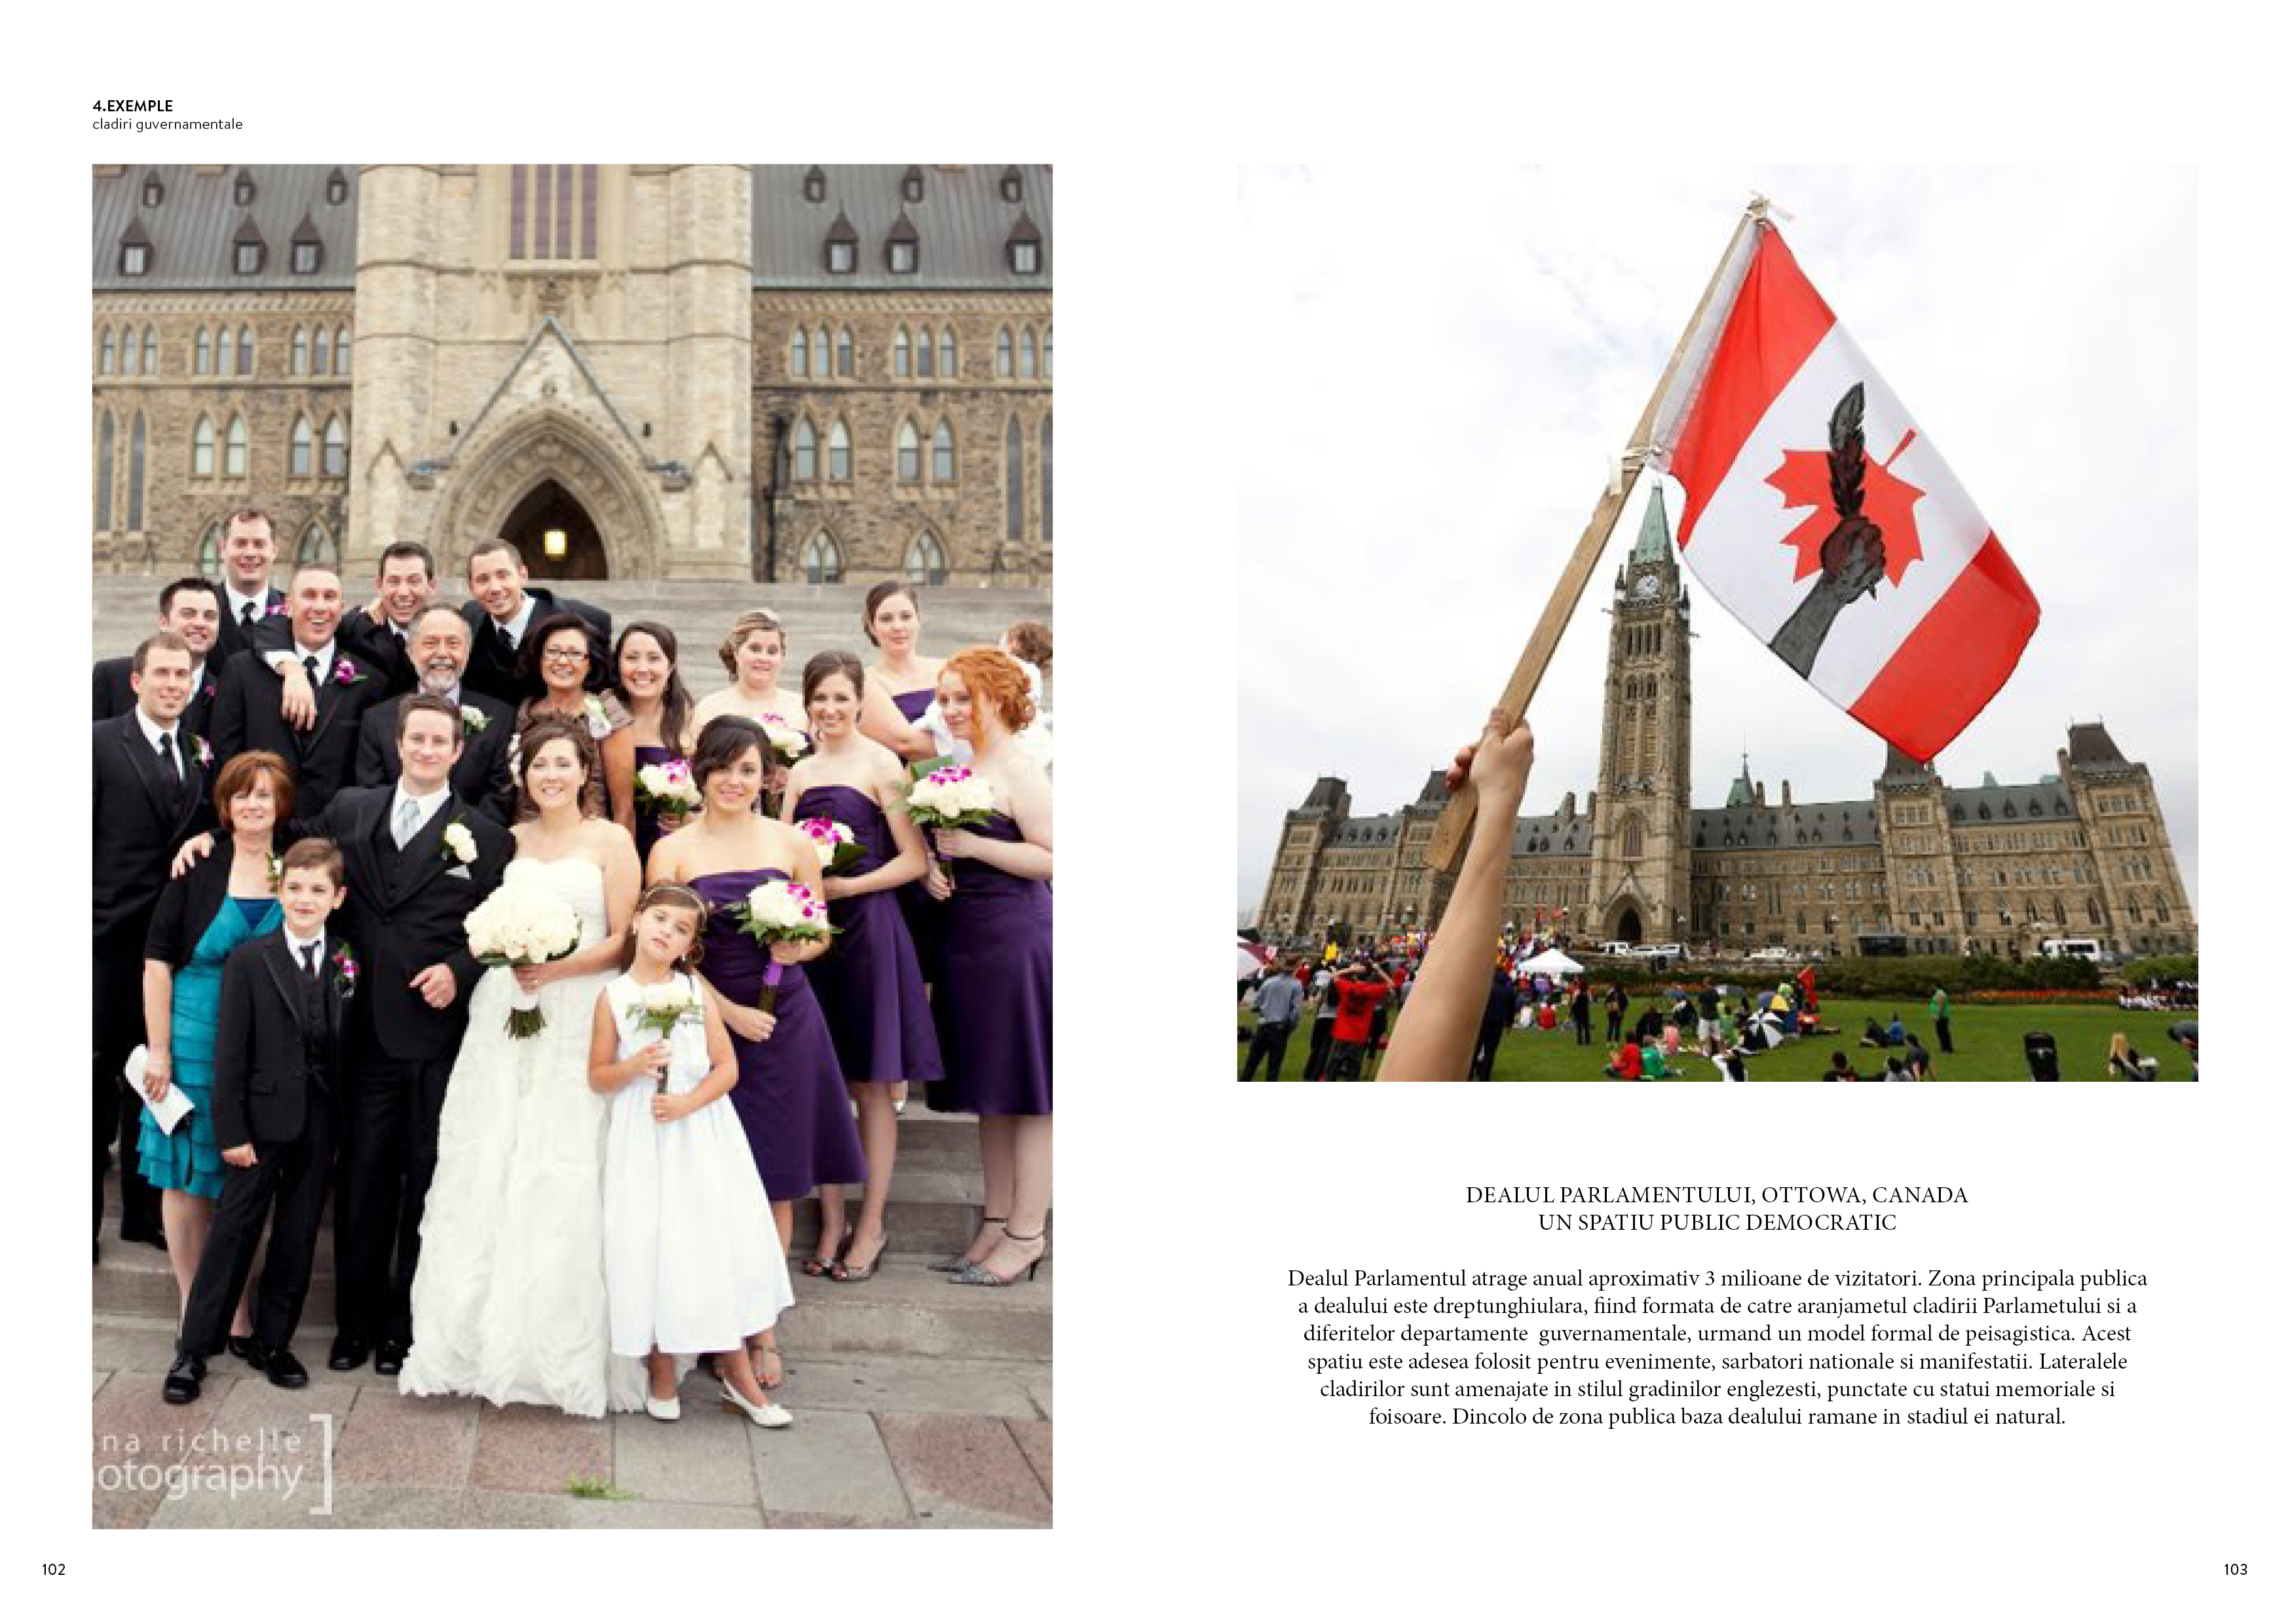 4.EXEMPLE
cladiri guvernamentale
na richelle
otography
DEALUL PARLAMENTULUI, OTTOWA, CANADA
UN SPATIU PUBLIC DEMOCRATIC
Dealul Parlamentul atrage anual aproximativ 3 milioane de vizitatori. Zona principala publica
a dealului este dreptunghiulara, fiind formata de catre aranjametul cladirii Parlametului si a
diferitelor departamente  guvernamentale, urmand un model formal de peisagistica. Acest
spatiu este adesea folosit pentru evenimente, sarbatori nationale si manifestatii. Lateralele
cladirilor sunt amenajate in stilul gradinilor englezesti, punctate cu statui memoriale si
foisoare. Dincolo de zona publica baza dealului ramane in stadiul ei natural.
102
103